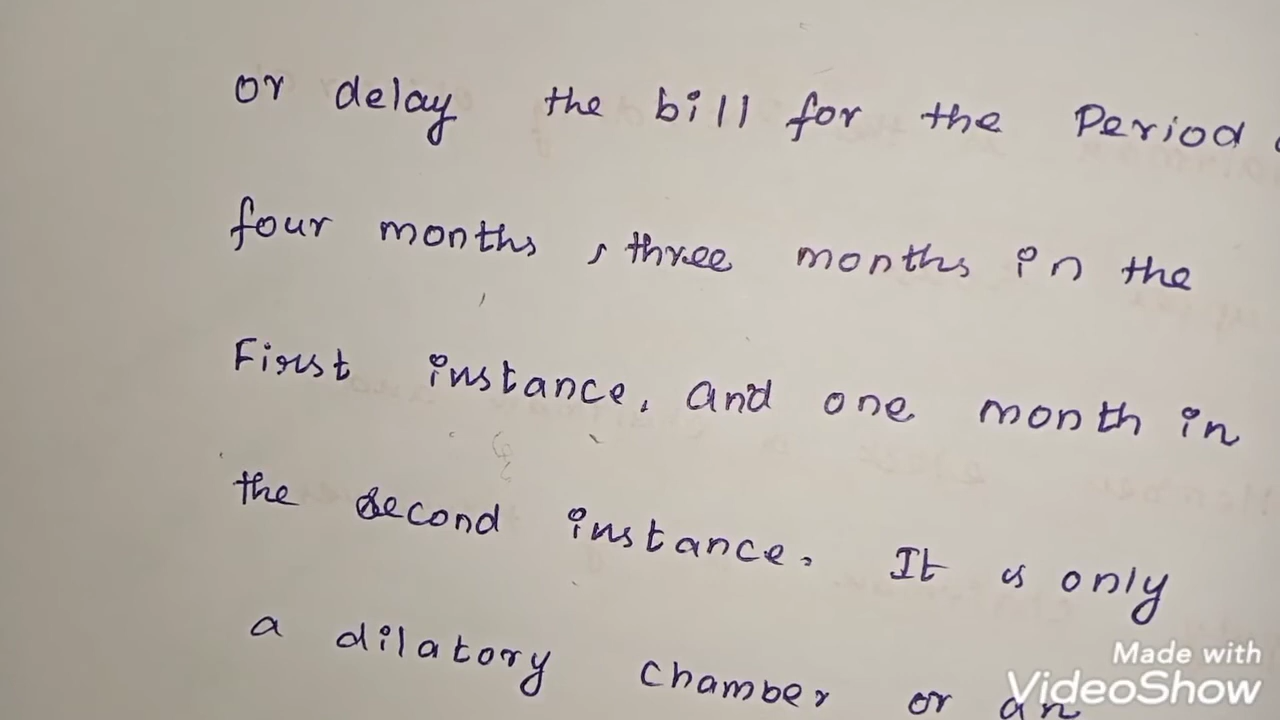 or delay the bill for the Period
four months, three months in the
First instance, and one month in
the second instance. It is only
a dilatory chamber or an
Made with
VideoShow